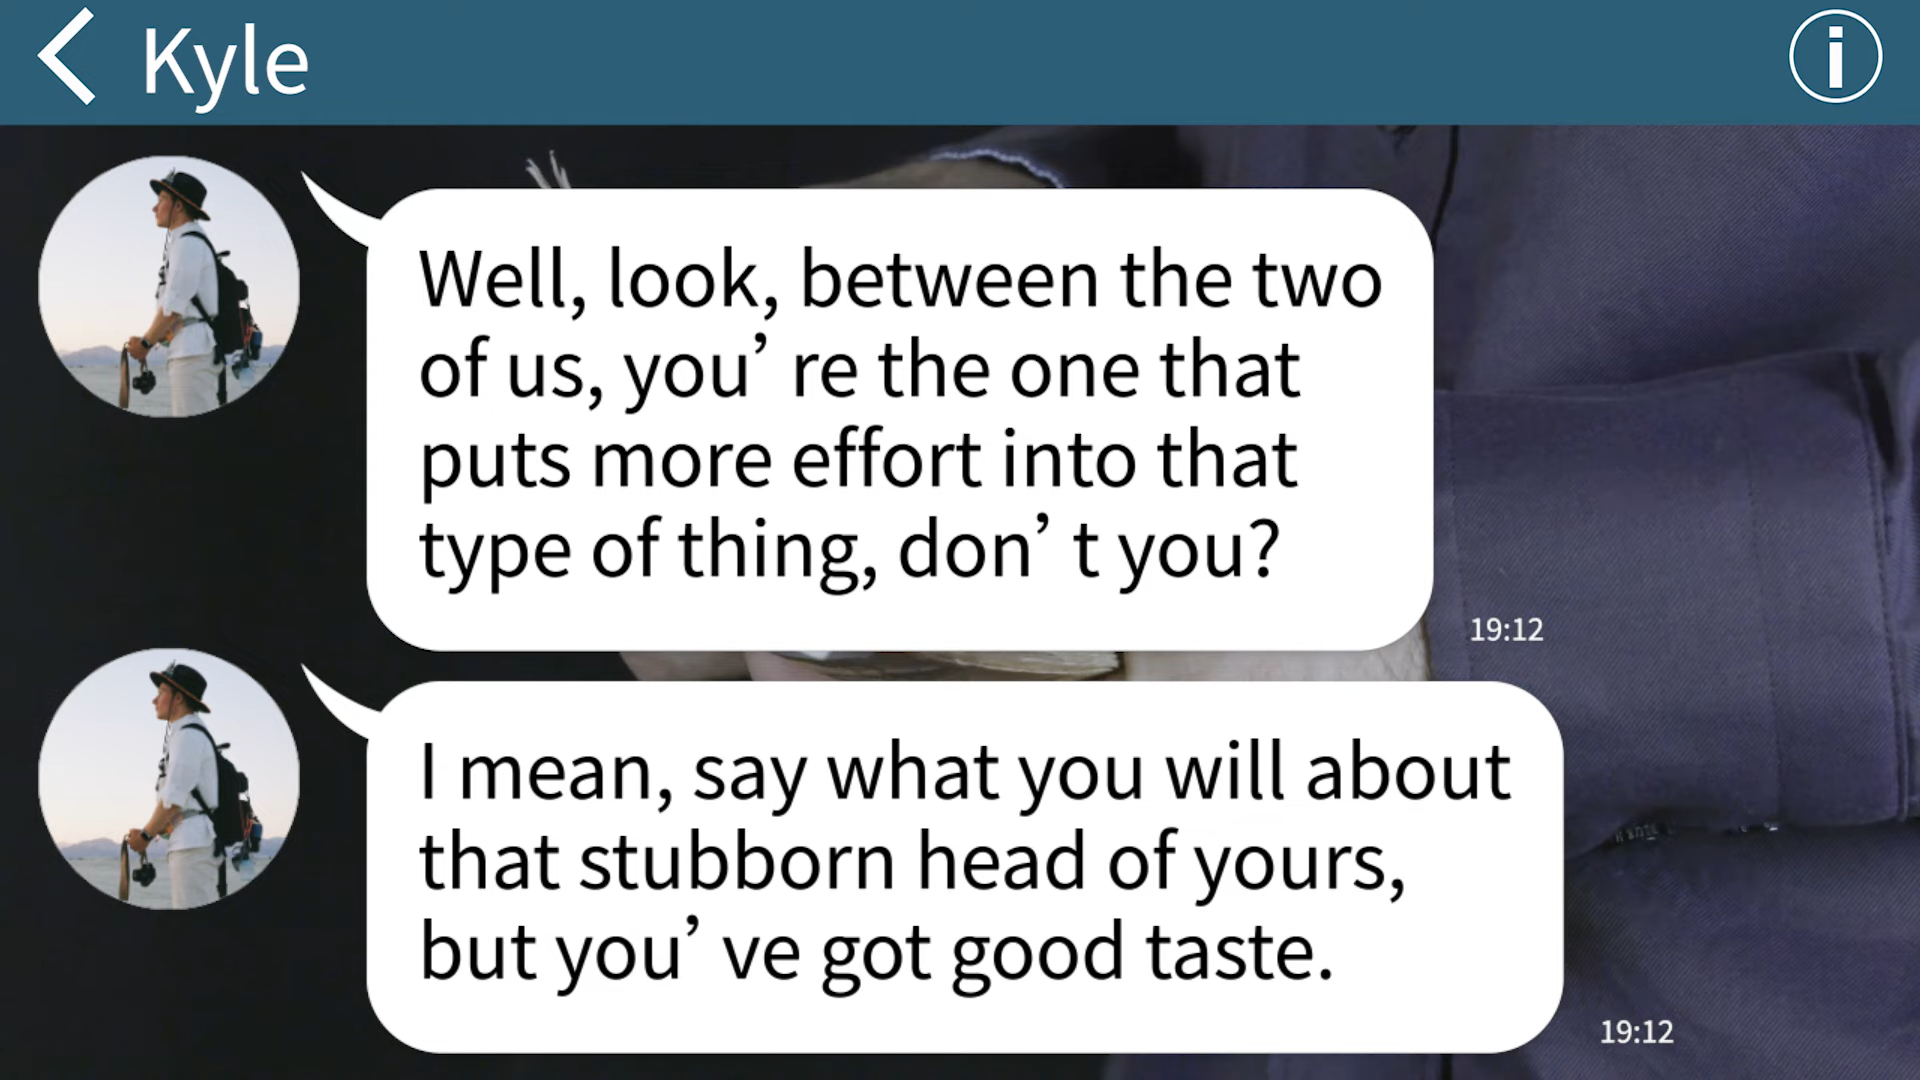 Kyle
Well, look, between the two
of us, you’ re the one that
puts more effort into that
type of thing, don’ t you?
19:12
I mean, say what you will about
that stubborn head of yours,
but you’ ve got good taste.
19:12